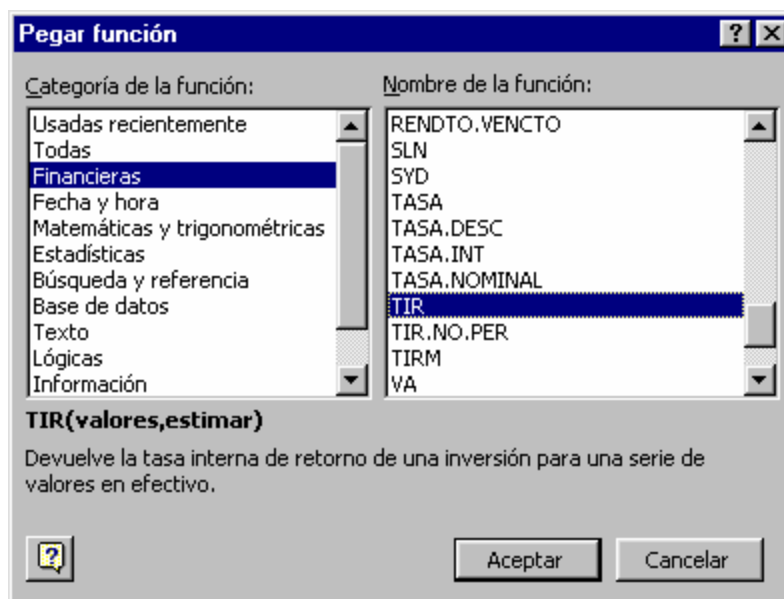 Pegar función
Categoría de la función:
Nombre de la función:
Usadas recientemente
Todas
Financieras
Fecha y hora
Matemáticas y trigonométricas
Estadísticas
Búsqueda y referencia
Base de datos
Texto
Lógicas
Información
RENDTO.VENCTO
SLN
SYD
TASA
TASA.DESC
TASA.INT
TASA.NOMINAL
TIR
TIR.NO.PER
TIRM
VA
TIR(valores,estimar)
Devuelve la tasa interna de retorno de una inversión para una serie de
valores en efectivo.
Aceptar
Cancelar